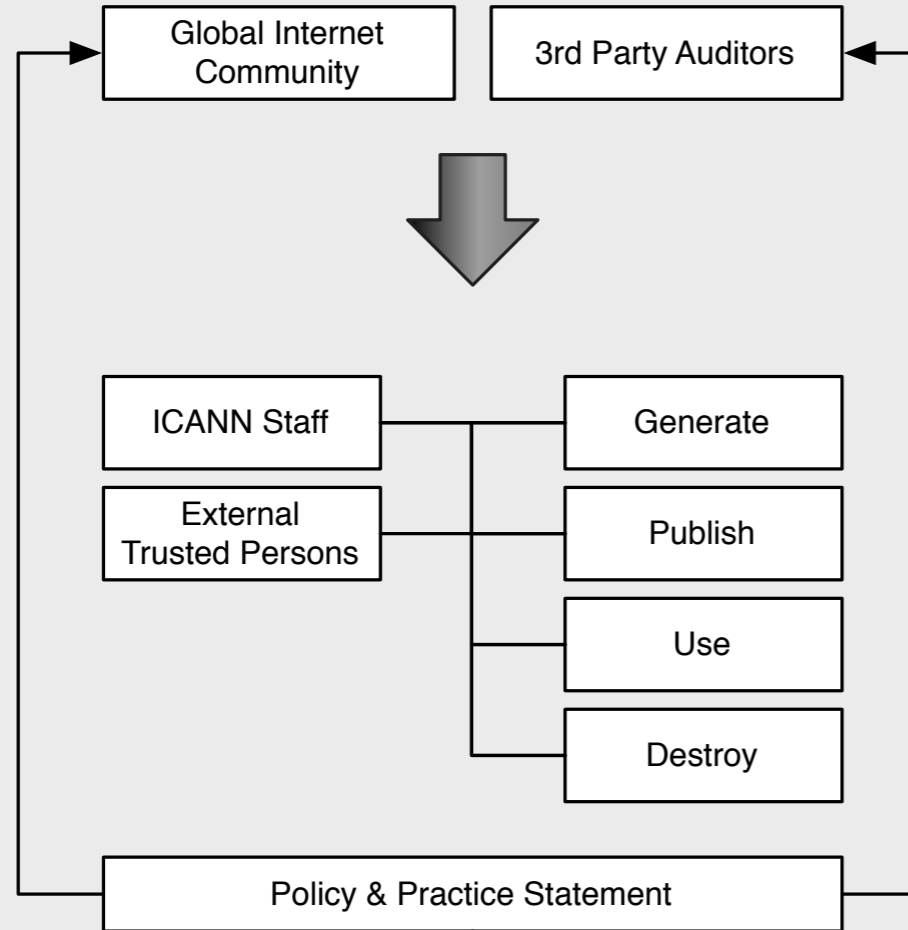 Global Internet
Community
3rd Party Auditors
ICANN Staff
Generate
External
Trusted Persons
Publish
Use
Destroy
Policy & Practice Statement